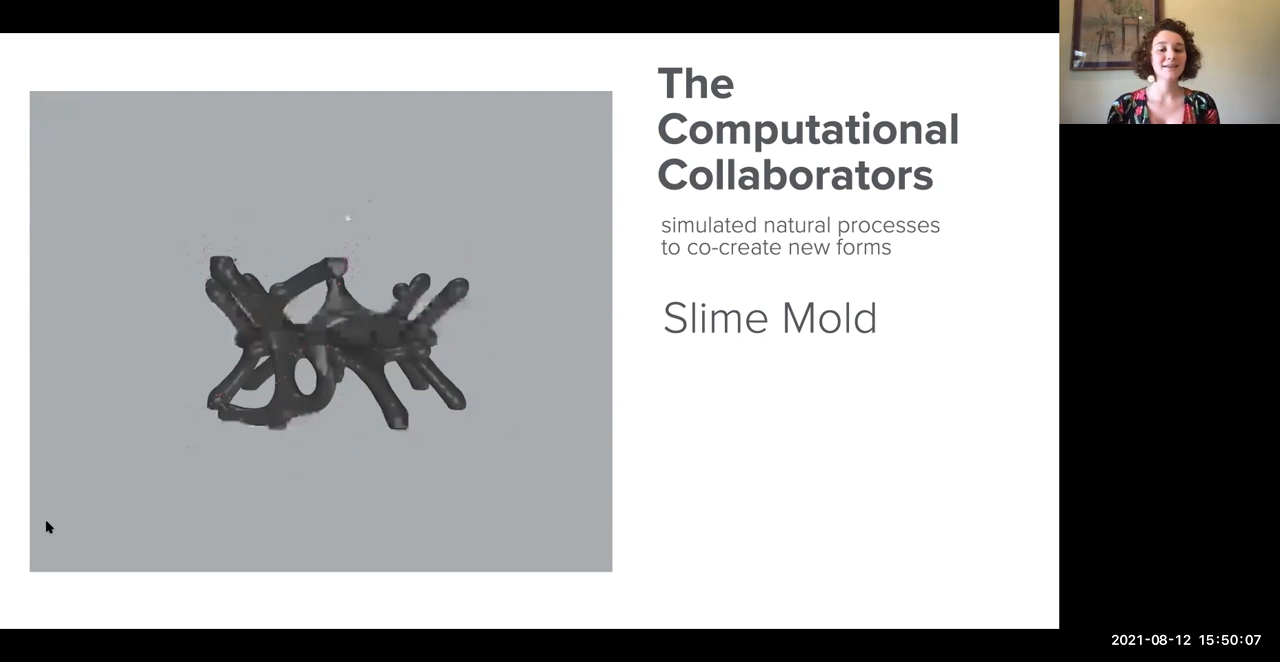 The
Computational
Collaborators
simulated natural processes
to co-create new forms
Slime Mold
2021-08-12 15:50:07